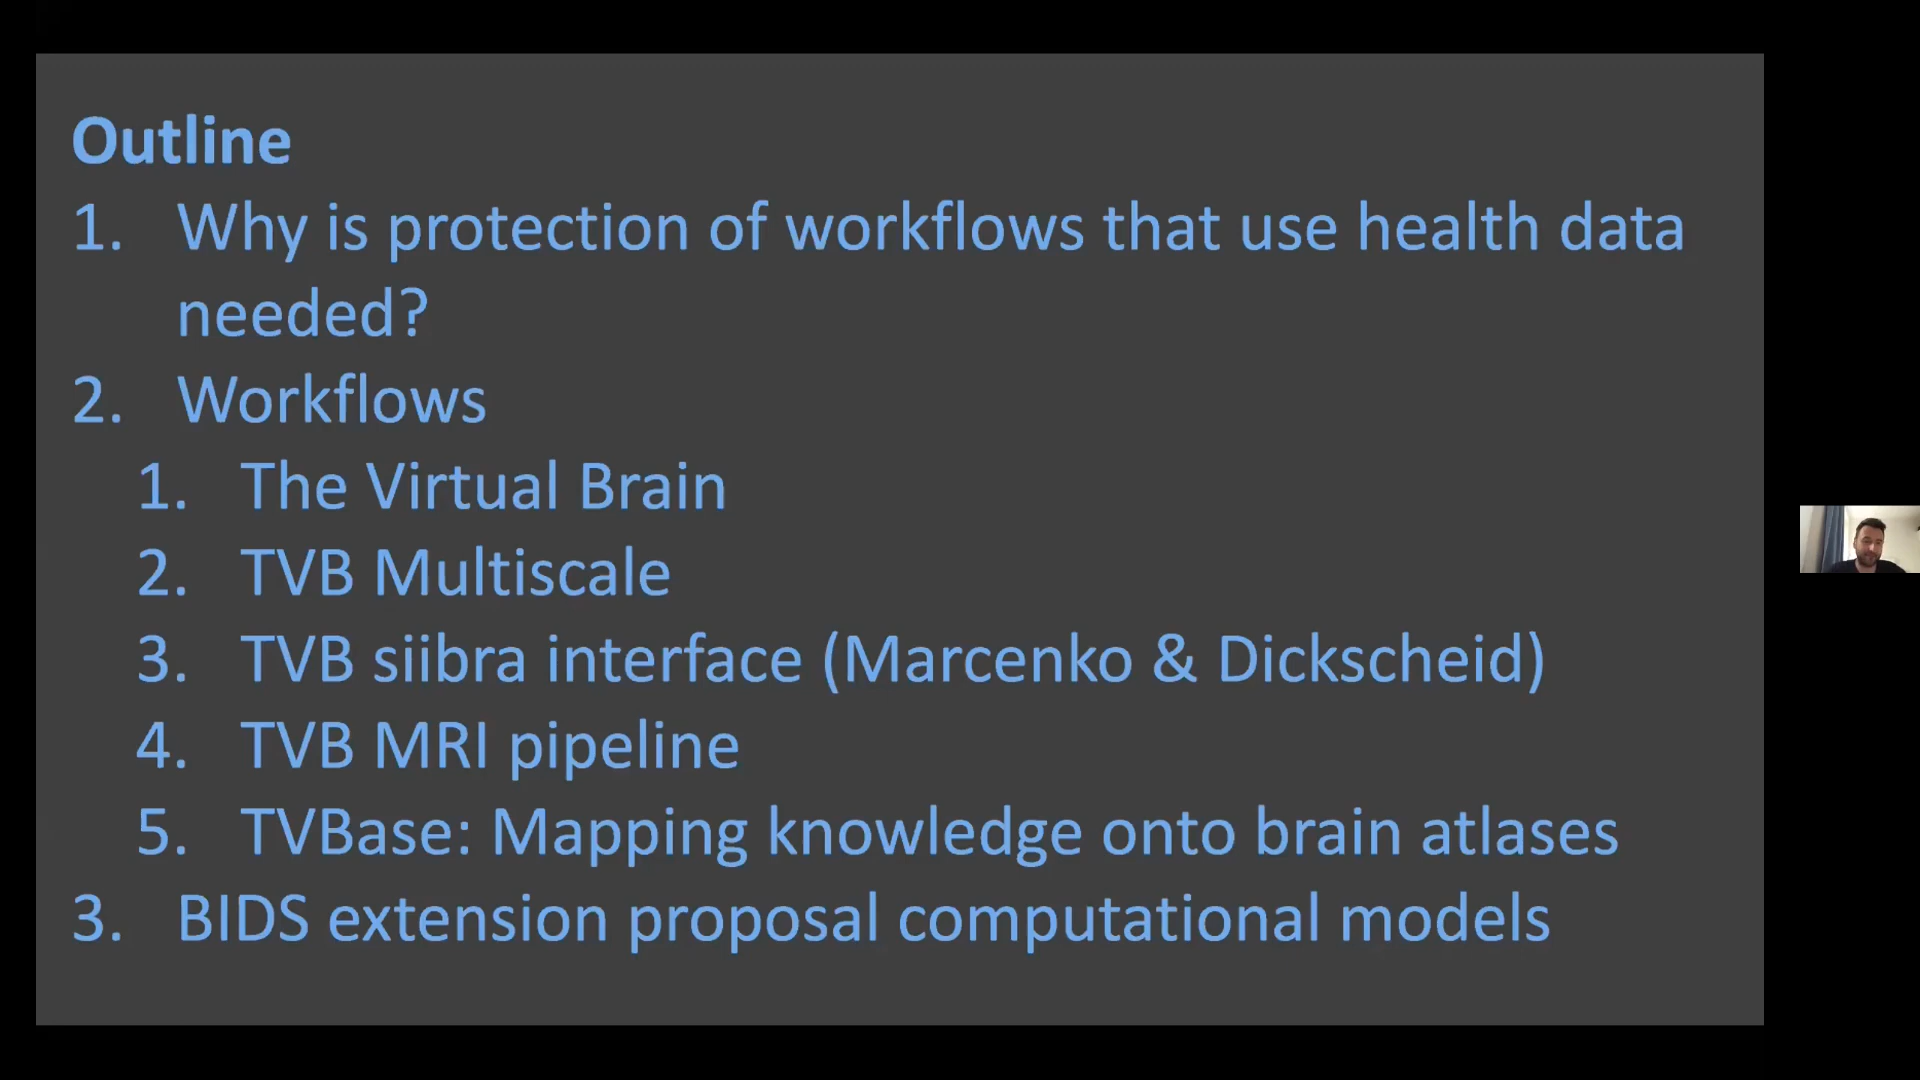 Outline
1. Why is protection of workflows that use health data
needed?
2. Workflows
1. The Virtual Brain
2. TVB Multiscale
3. TVB siibra interface (Marcenko & Dickscheid)
4. TVB MRI pipeline
5. TVBase: Mapping knowledge onto brain atlases
3. BIDS extension proposal computational models